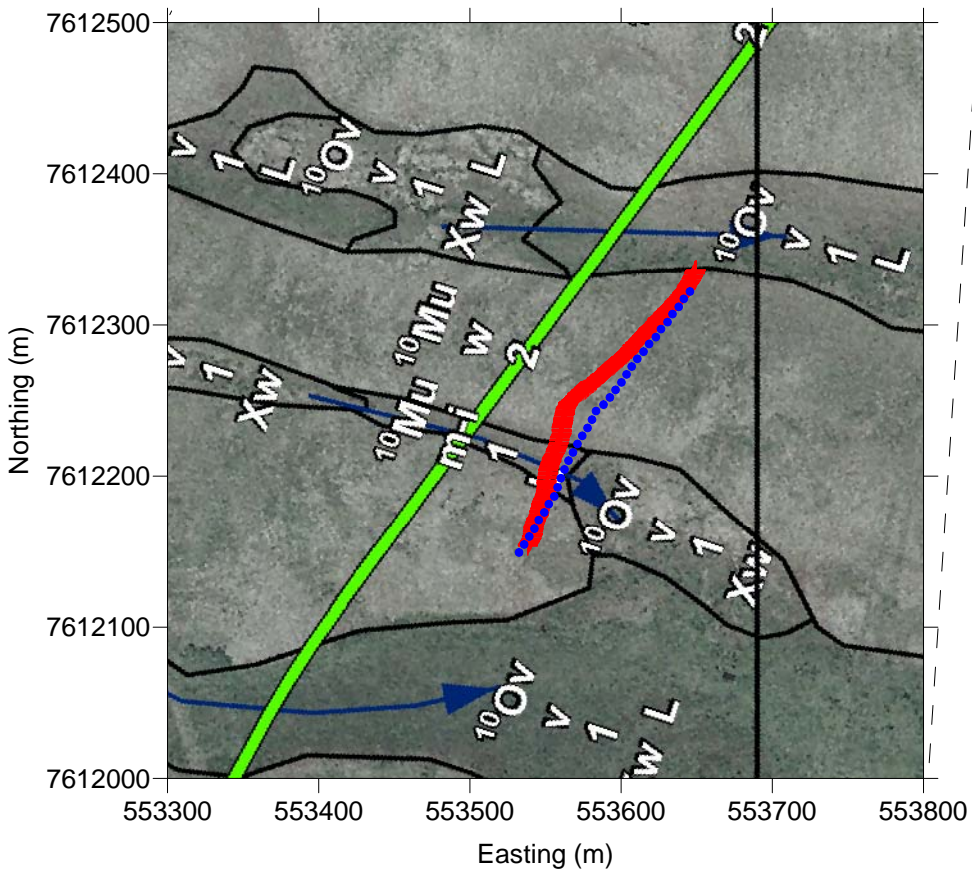 7612500
7612400
7612300
7612200
7612100
7612000
553300
553400
553500
553600
553700
553800
Northing (m)
Easting (m)
2
v 1 L
10Ov v 1 L
Xw
10Ov v 1 L
10Mu w
2
v 1 Xw
10Mu m-i 1
10Ov v 1 Xw
10Ov v 1 L
w